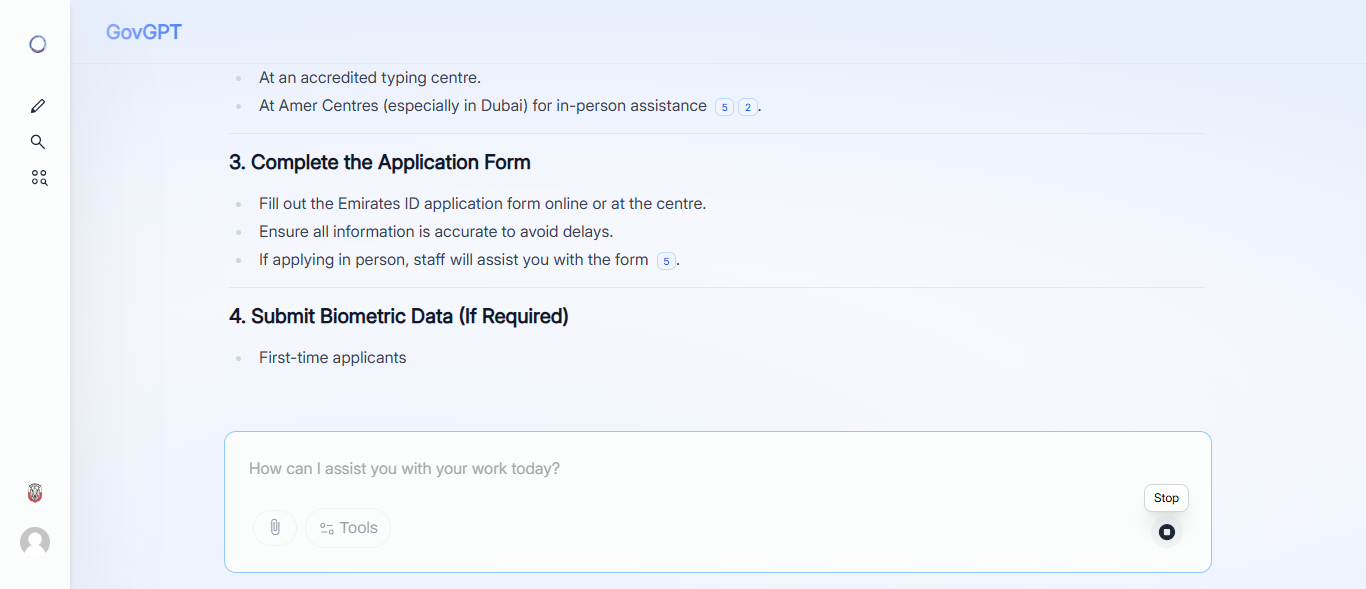 GovGPT
At an accredited typing centre.
At Amer Centres (especially in Dubai) for in-person assistance 5 2.
3. Complete the Application Form
Fill out the Emirates ID application form online or at the centre.
Ensure all information is accurate to avoid delays.
If applying in person, staff will assist you with the form 5.
4. Submit Biometric Data (If Required)
First-time applicants
How can I assist you with your work today?
Stop
Tools